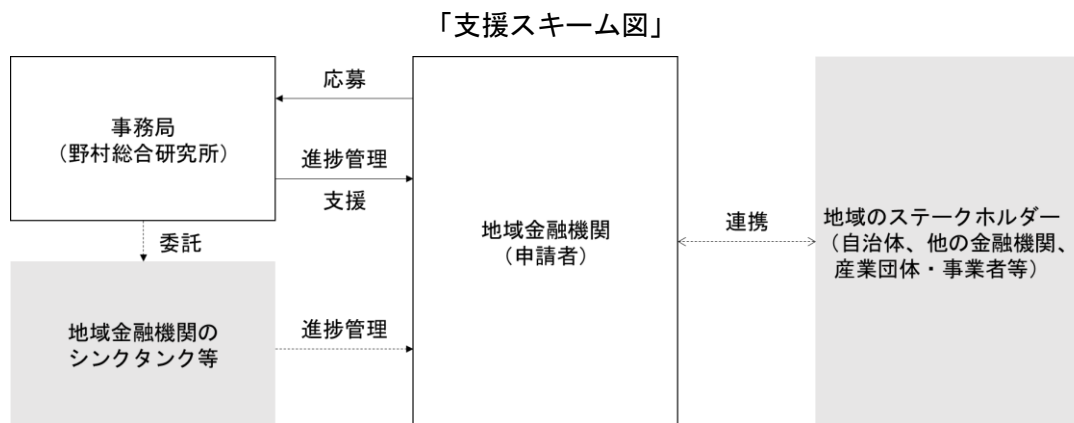 「支援スキーム図」
応募
事務局
（野村総合研究所）
進捗管理
支援
委託
地域金融機関の
シンクタンク等
進捗管理
地域金融機関
（申請者）
連携
地域のステークホルダー
（自治体、他の金融機関、
産業団体・事業者等）